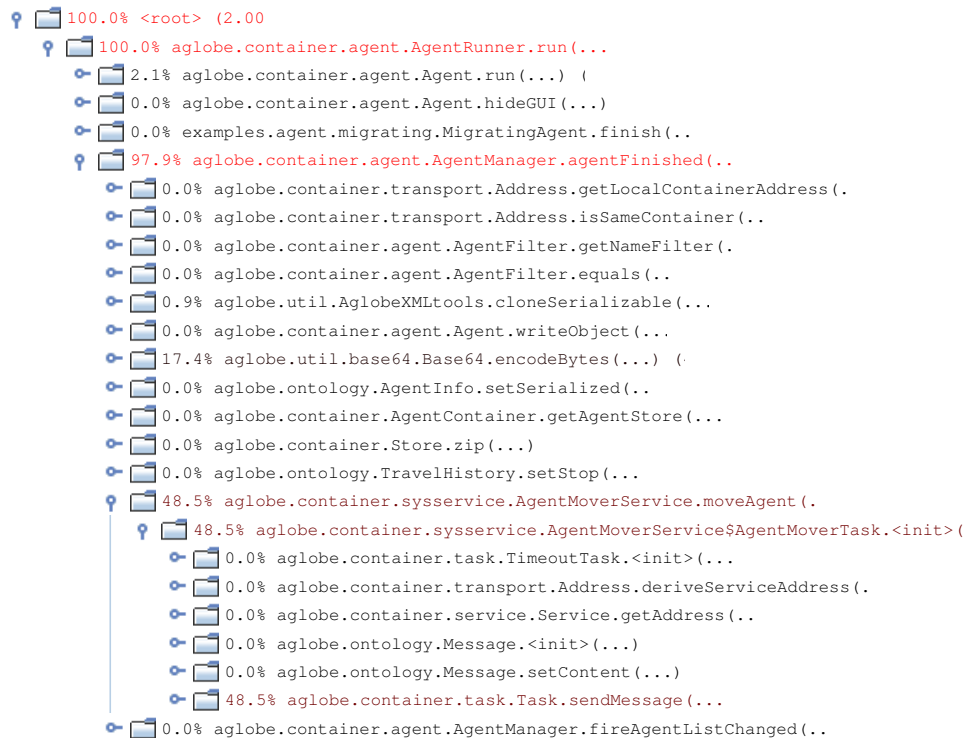 100.0% <root> (2.00
100.0% aglobe.container.agent.AgentRunner.run(...
2.1% aglobe.container.agent.Agent.run(...) (
0.0% aglobe.container.agent.Agent.hideGUI(...)
0.0% examples.agent.migrating.MigratingAgent.finish(..
97.9% aglobe.container.agent.AgentManager.agentFinished(..
0.0% aglobe.container.transport.Address.getLocalContainerAddress(.
0.0% aglobe.container.transport.Address.isSameContainer(..
0.0% aglobe.container.agent.AgentFilter.getNameFilter(.
0.0% aglobe.container.agent.AgentFilter.equals(..
0.9% aglobe.util.AglobeXMLtools.cloneSerializable(...
0.0% aglobe.container.agent.Agent.writeObject(...
17.4% aglobe.util.base64.Base64.encodeBytes(...) (
0.0% aglobe.ontology.AgentInfo.setSerialized(..
0.0% aglobe.container.AgentContainer.getAgentStore(...
0.0% aglobe.container.Store.zip(...)
0.0% aglobe.ontology.TravelHistory.setStop(...
48.5% aglobe.container.sysservice.AgentMoverService.moveAgent(.
48.5% aglobe.container.sysservice.AgentMoverService$AgentMoverTask.<init>(
0.0% aglobe.container.task.TimeoutTask.<init>(...
0.0% aglobe.container.transport.Address.deriveServiceAddress(.
0.0% aglobe.container.service.Service.getAddress(..
0.0% aglobe.ontology.Message.<init>(...)
0.0% aglobe.ontology.Message.setContent(...)
48.5% aglobe.container.task.Task.sendMessage(...
0.0% aglobe.container.agent.AgentManager.fireAgentListChanged(..